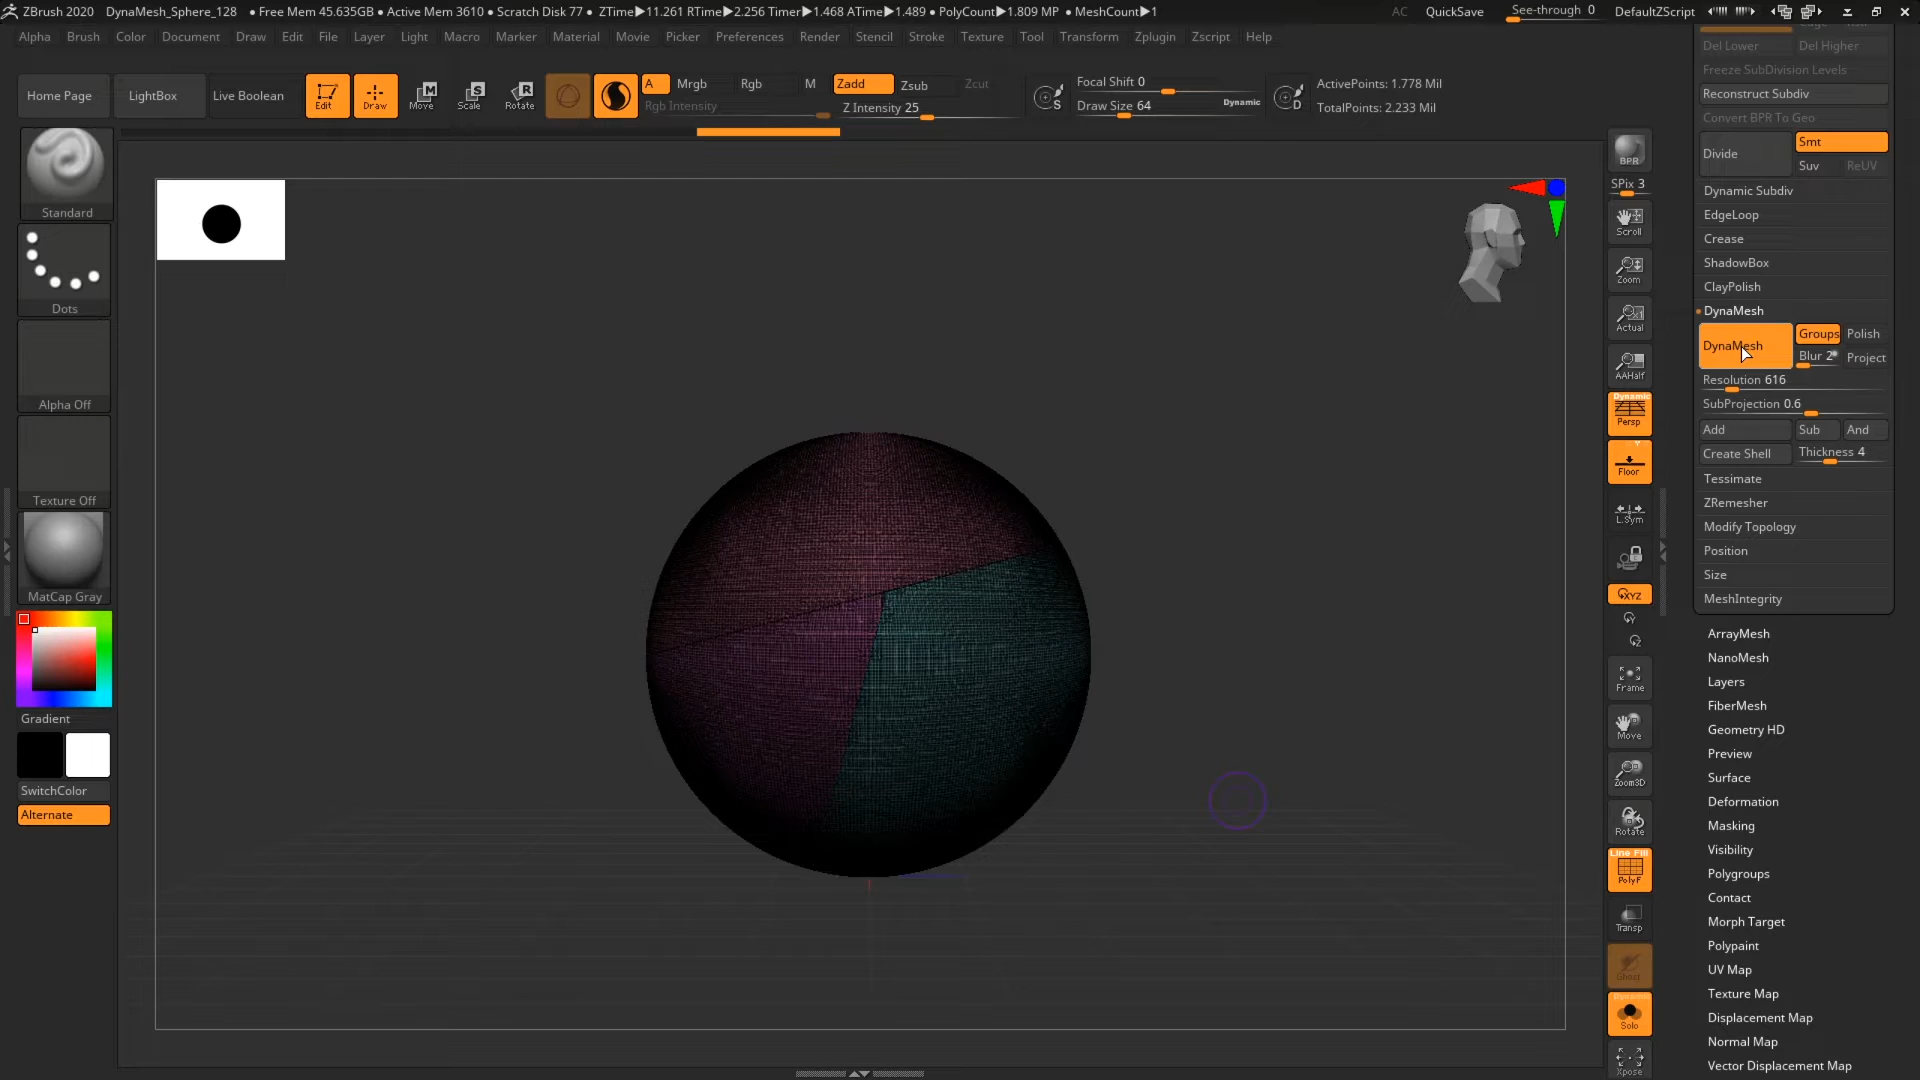 ZBrush 2020 DynaMesh_Sphere_128 • Free Mem 45.635GB • Active Mem 3610 • Scratch Disk 77 • ZTime▶11.261 RTime▶2.256 Timer▶1.468 ATime▶1.489 • PolyCount▶1.809 MP • MeshCount▶1 AC QuickSave See-through 0 DefaultZScript
Alpha Brush Color Document Draw Edit File Layer Light Macro Marker Material Movie Picker Preferences Render Stencil Stroke Texture Tool Transform Zplugin Zscript Help
Home Page LightBox Live Boolean Edit Draw Move Scale Rotate A Mrgb Rgb M Zadd Zsub Zcut
Rgb Intensity Z Intensity 25
Focal Shift 0
Draw Size 64 Dynamic
ActivePoints: 1.778 Mil
TotalPoints: 2.233 Mil
Standard
Dots
Alpha Off
Texture Off
MatCap Gray
Gradient
SwitchColor
Alternate
BPR
SPix 3
Scroll
Zoom
Actual
AAHalf
Dynamic
Persp
Floor
L.Sym
XYZ
Frame
Move
Zoom3D
Rotate
Line Fill
PolyF
Transp
Ghost
Dynamic
Solo
Xpose
Del Lower Del Higher
Freeze SubDivision Levels
Reconstruct Subdiv
Convert BPR To Geo
Divide Smt
Suv ReUV
Dynamic Subdiv
EdgeLoop
Crease
ShadowBox
ClayPolish
DynaMesh
DynaMesh Groups Polish
Blur 2 Project
Resolution 616
SubProjection 0.6
Add Sub And
Create Shell Thickness 4
Tessimate
ZRemesher
Modify Topology
Position
Size
MeshIntegrity
ArrayMesh
NanoMesh
Layers
FiberMesh
Geometry HD
Preview
Surface
Deformation
Masking
Visibility
Polygroups
Contact
Morph Target
Polypaint
UV Map
Texture Map
Displacement Map
Normal Map
Vector Displacement Map